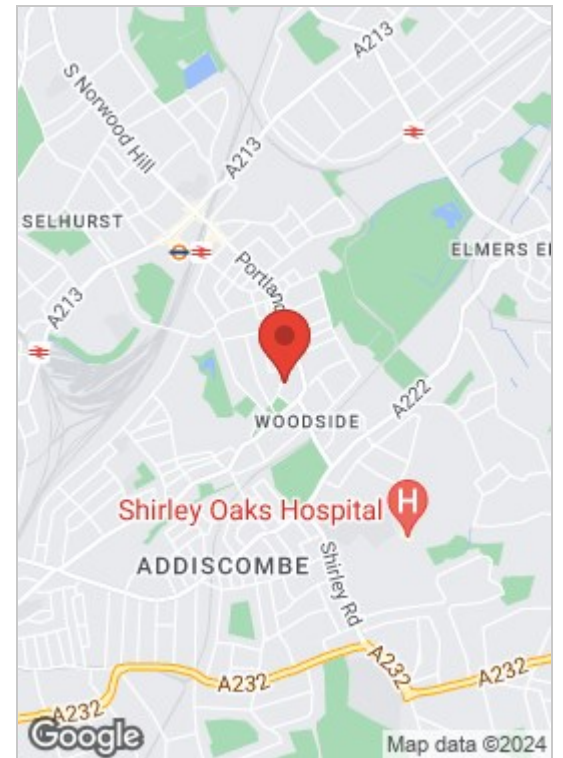 A213
S Norwood Hill
A213
SELHURST
ELMERS E
Portland
A213
A222
WOODSIDE
Shirley Oaks Hospital
H
ADDISCOMBE
Shirley Rd
A232
A232
A232
A232
Google
Map data ©2024